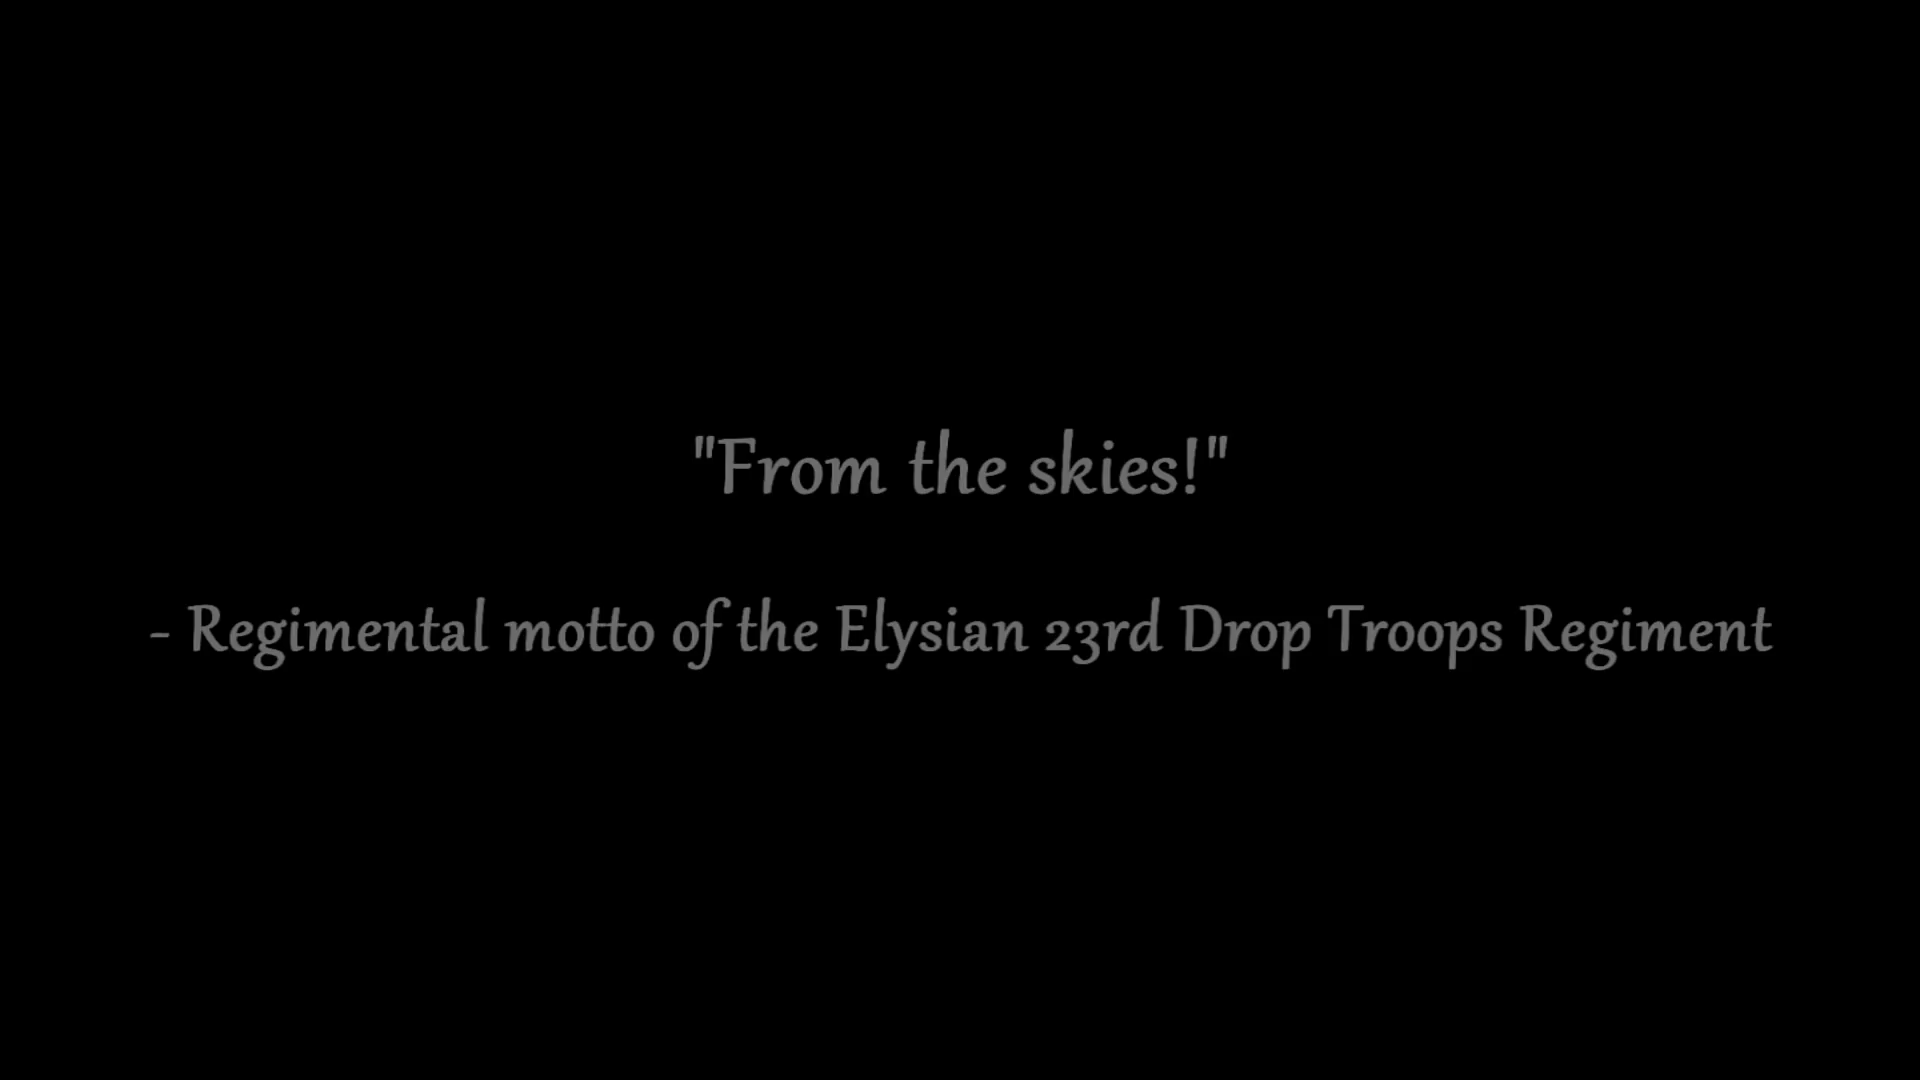 "From the skies!"
- Regimental motto of the Elysian 23rd Drop Troops Regiment